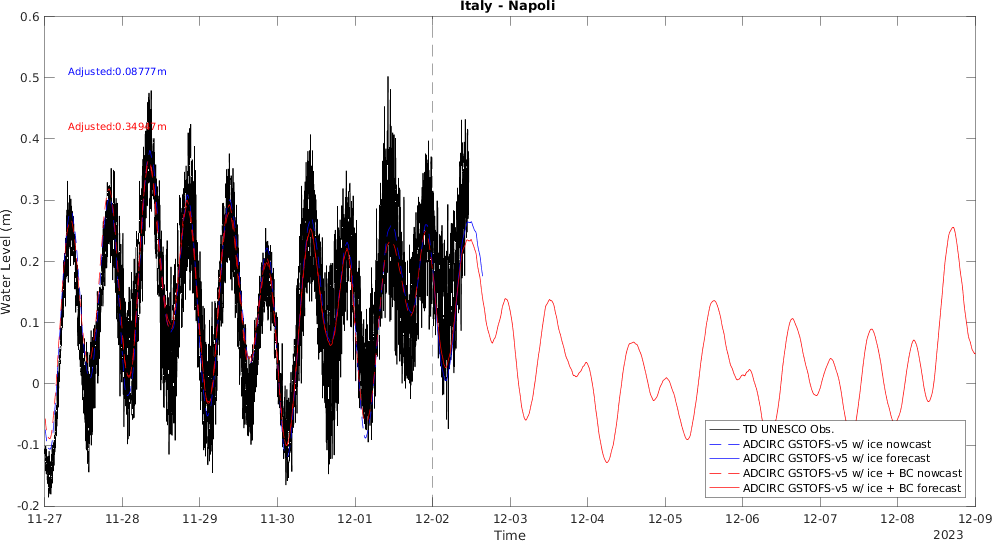 Italy - Napoli
Adjusted:0.08777m
Adjusted:0.34947m
Water Level (m)
0.6
0.5
0.4
0.3
0.2
0.1
0
-0.1
-0.2
TD UNESCO Obs.
ADCIRC GSTOFS-v5 w/ ice nowcast
ADCIRC GSTOFS-v5 w/ ice forecast
ADCIRC GSTOFS-v5 w/ ice + BC nowcast
ADCIRC GSTOFS-v5 w/ ice + BC forecast
11-27 11-28 11-29 11-30 12-01 12-02 12-03 12-04 12-05 12-06 12-07 12-08 12-09
Time
2023